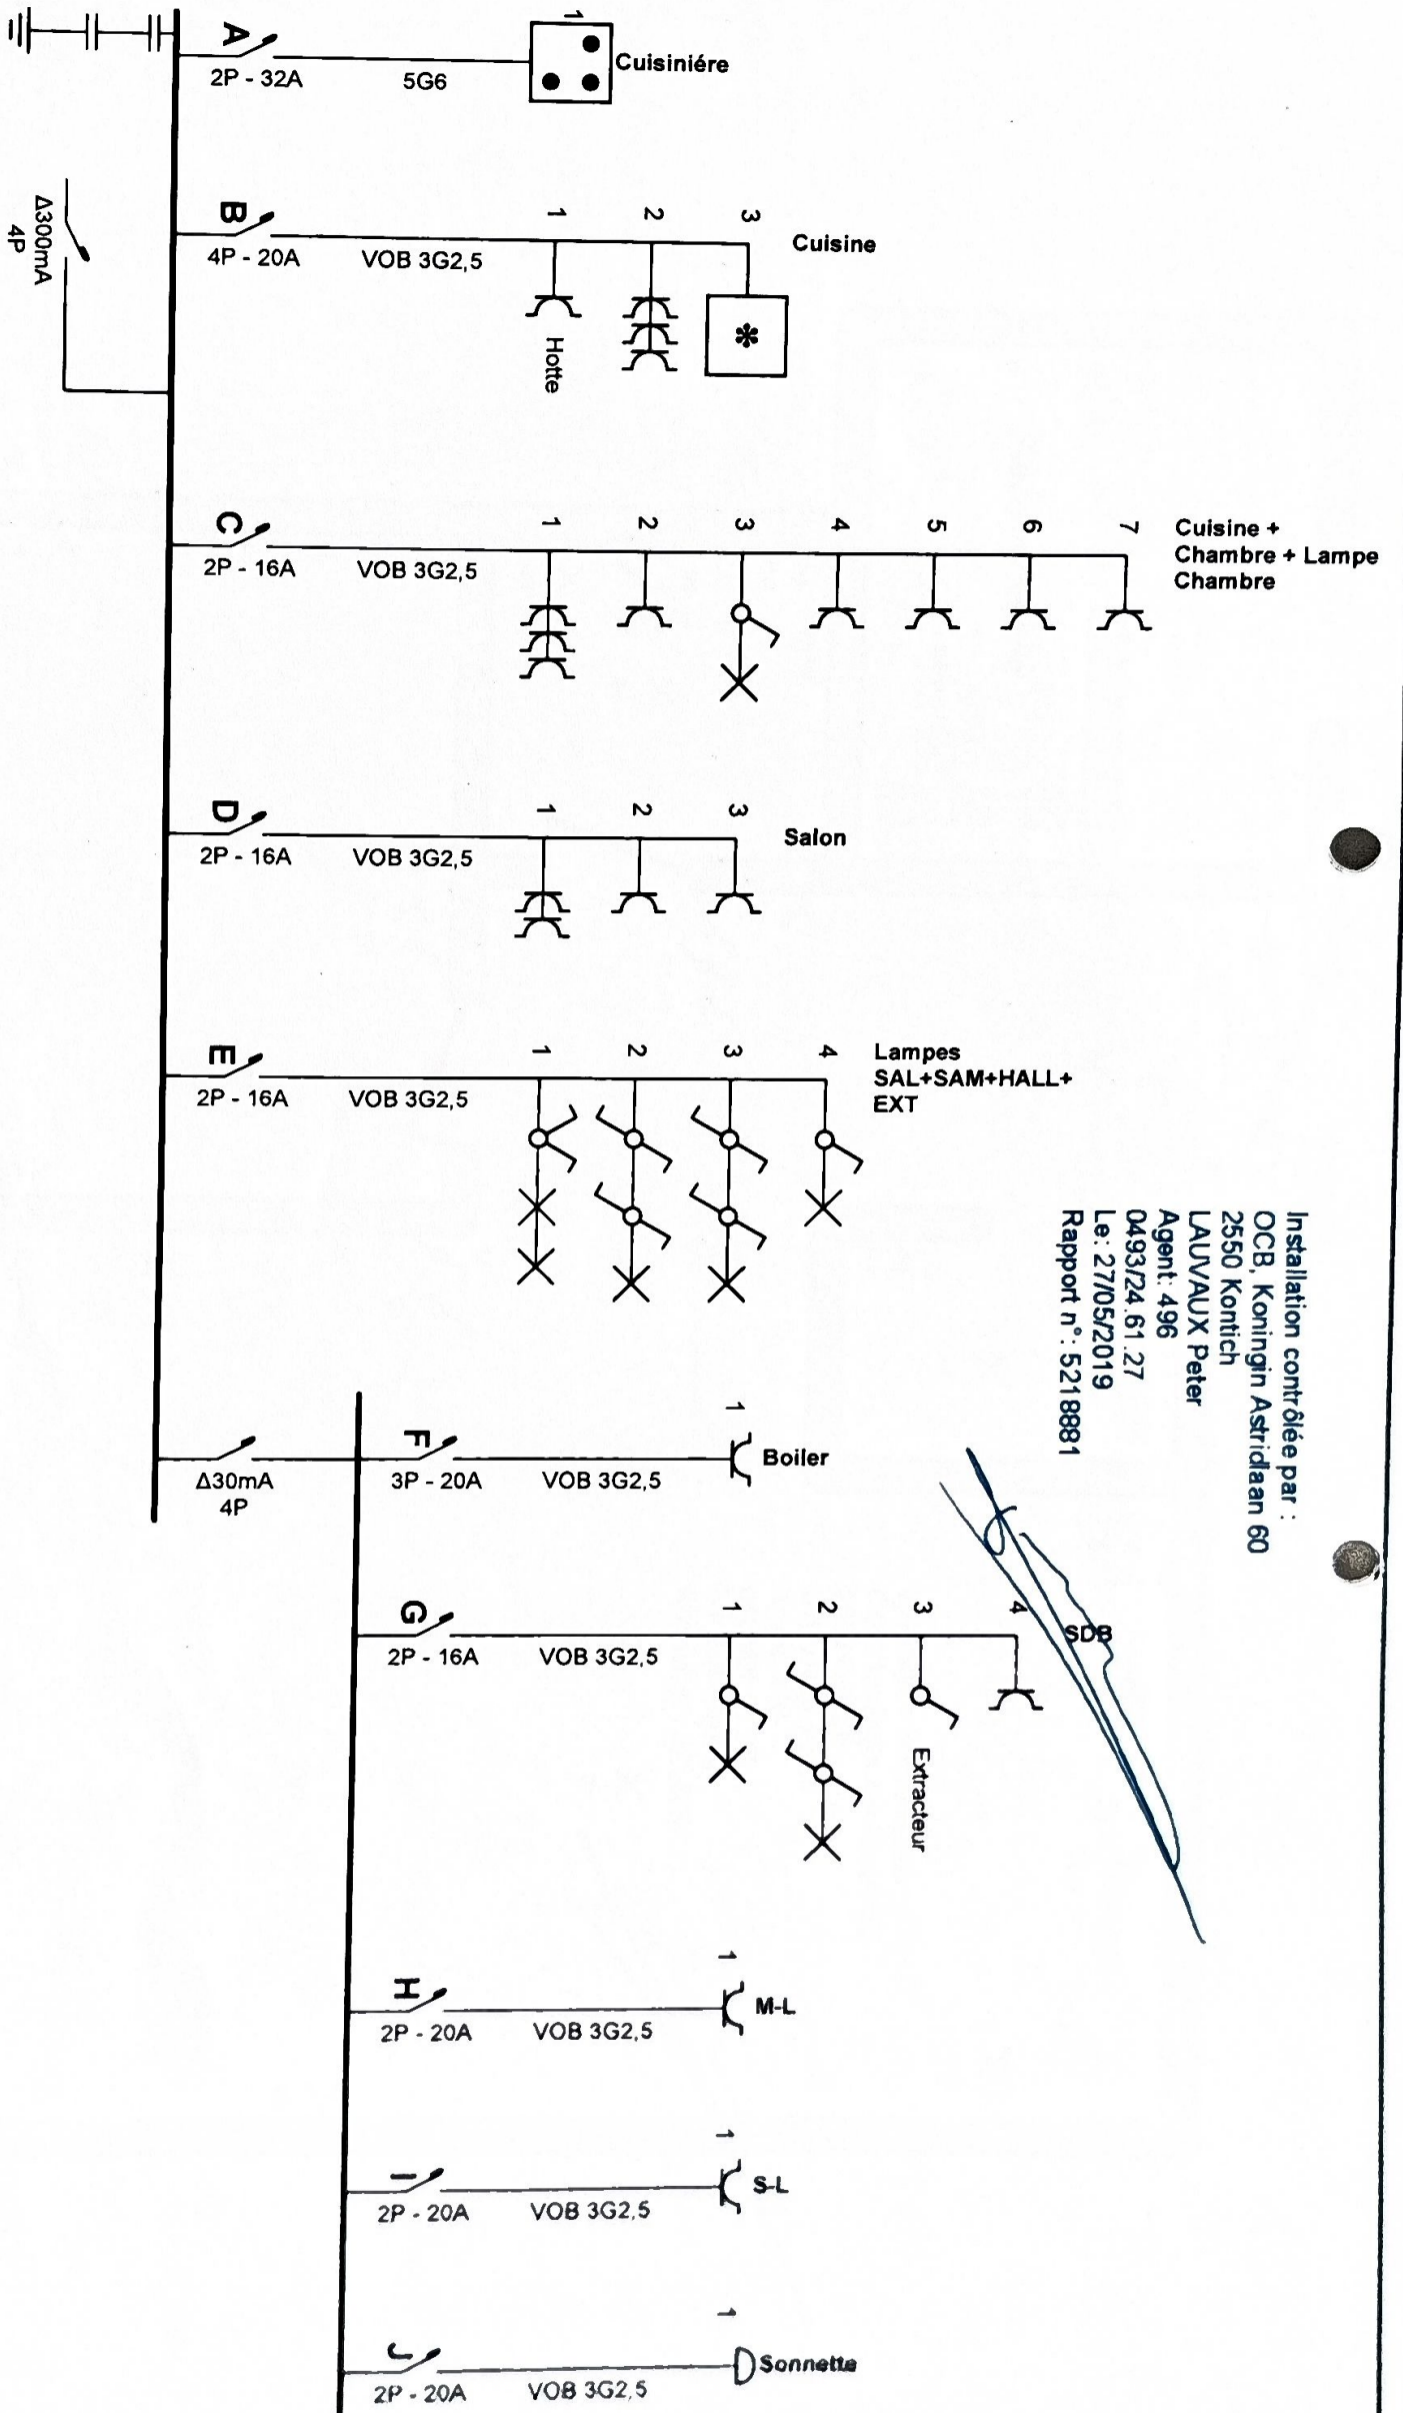 A
2P - 32A
5G6
1
Cuisiniére
Δ300mA
4P
B
4P - 20A
VOB 3G2,5
1
2
3
Cuisine
Hotte
C
2P - 16A
VOB 3G2,5
1
2
3
4
5
6
7
Cuisine +
Chambre + Lampe
Chambre
D
2P - 16A
VOB 3G2,5
1
2
3
Salon
E
2P - 16A
VOB 3G2,5
1
2
3
4
Lampes
SAL+SAM+HALL+
EXT
Installation contrôlée par :
OCB, Koningin Astridlaan 60
2550 Kontich
LAUVAUX Peter
Agent: 496
0493/24.61.27
Le: 27/05/2019
Rapport n°: 5218881
Δ30mA
4P
F
3P - 20A
VOB 3G2,5
1
Boiler
G
2P - 16A
VOB 3G2,5
1
2
3
4
SDB
Extracteur
H
2P - 20A
VOB 3G2,5
1
M-L
I
2P - 20A
VOB 3G2,5
1
S-L
J
2P - 20A
VOB 3G2,5
1
Sonnette